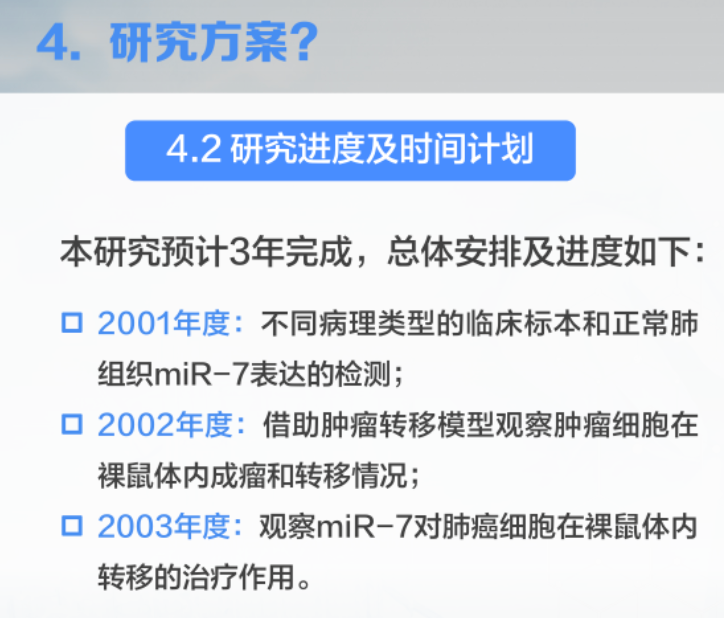 4. 研究方案?
4.2 研究进度及时间计划
本研究预计3年完成，总体安排及进度如下：
2001年度：不同病理类型的临床标本和正常肺
组织miR-7表达的检测；
2002年度：借助肿瘤转移模型观察肿瘤细胞在
裸鼠体内成瘤和转移情况；
2003年度：观察miR-7对肺癌细胞在裸鼠体内
转移的治疗作用。